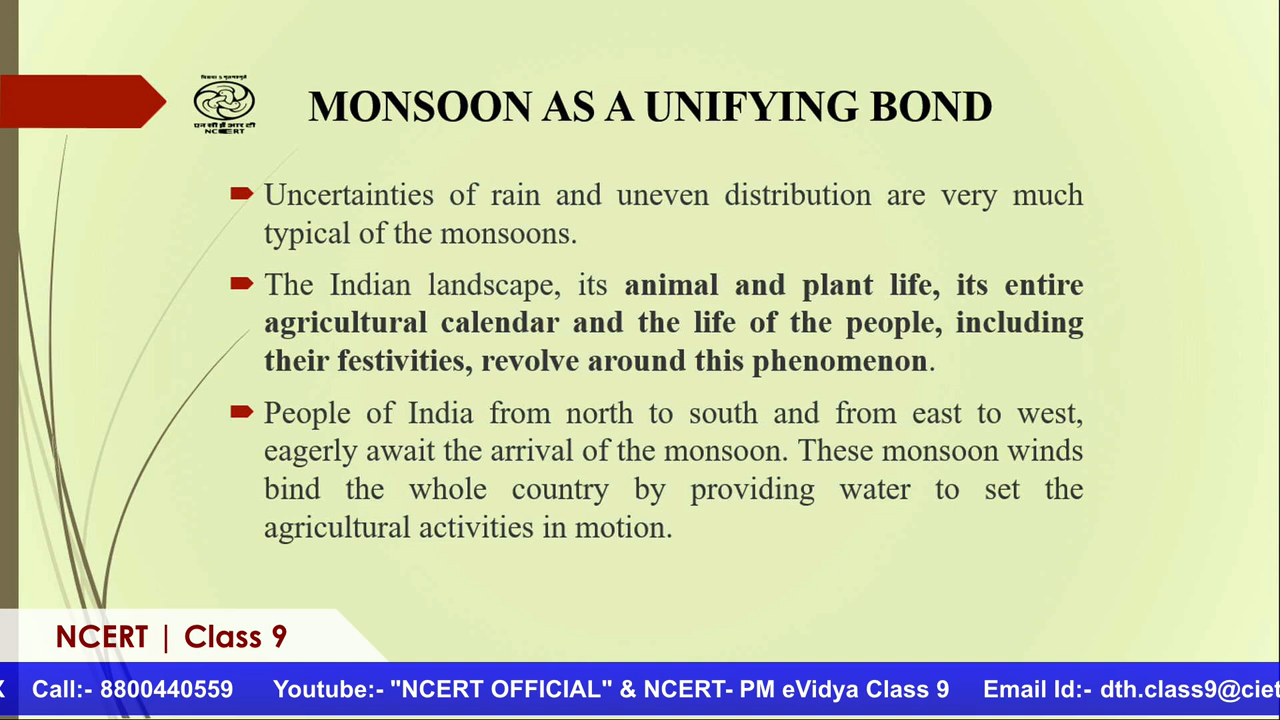 MONSOON AS A UNIFYING BOND
एन सी ई आर टी
NCERT
Uncertainties of rain and uneven distribution are very much
typical of the monsoons.
The Indian landscape, its animal and plant life, its entire
agricultural calendar and the life of the people, including
their festivities, revolve around this phenomenon.
People of India from north to south and from east to west,
eagerly await the arrival of the monsoon. These monsoon winds
bind the whole country by providing water to set the
agricultural activities in motion.
NCERT | Class 9
X Call:- 8800440559 Youtube:- "NCERT OFFICIAL" & NCERT- PM eVidya Class 9 Email Id:- dth.class9@ciet